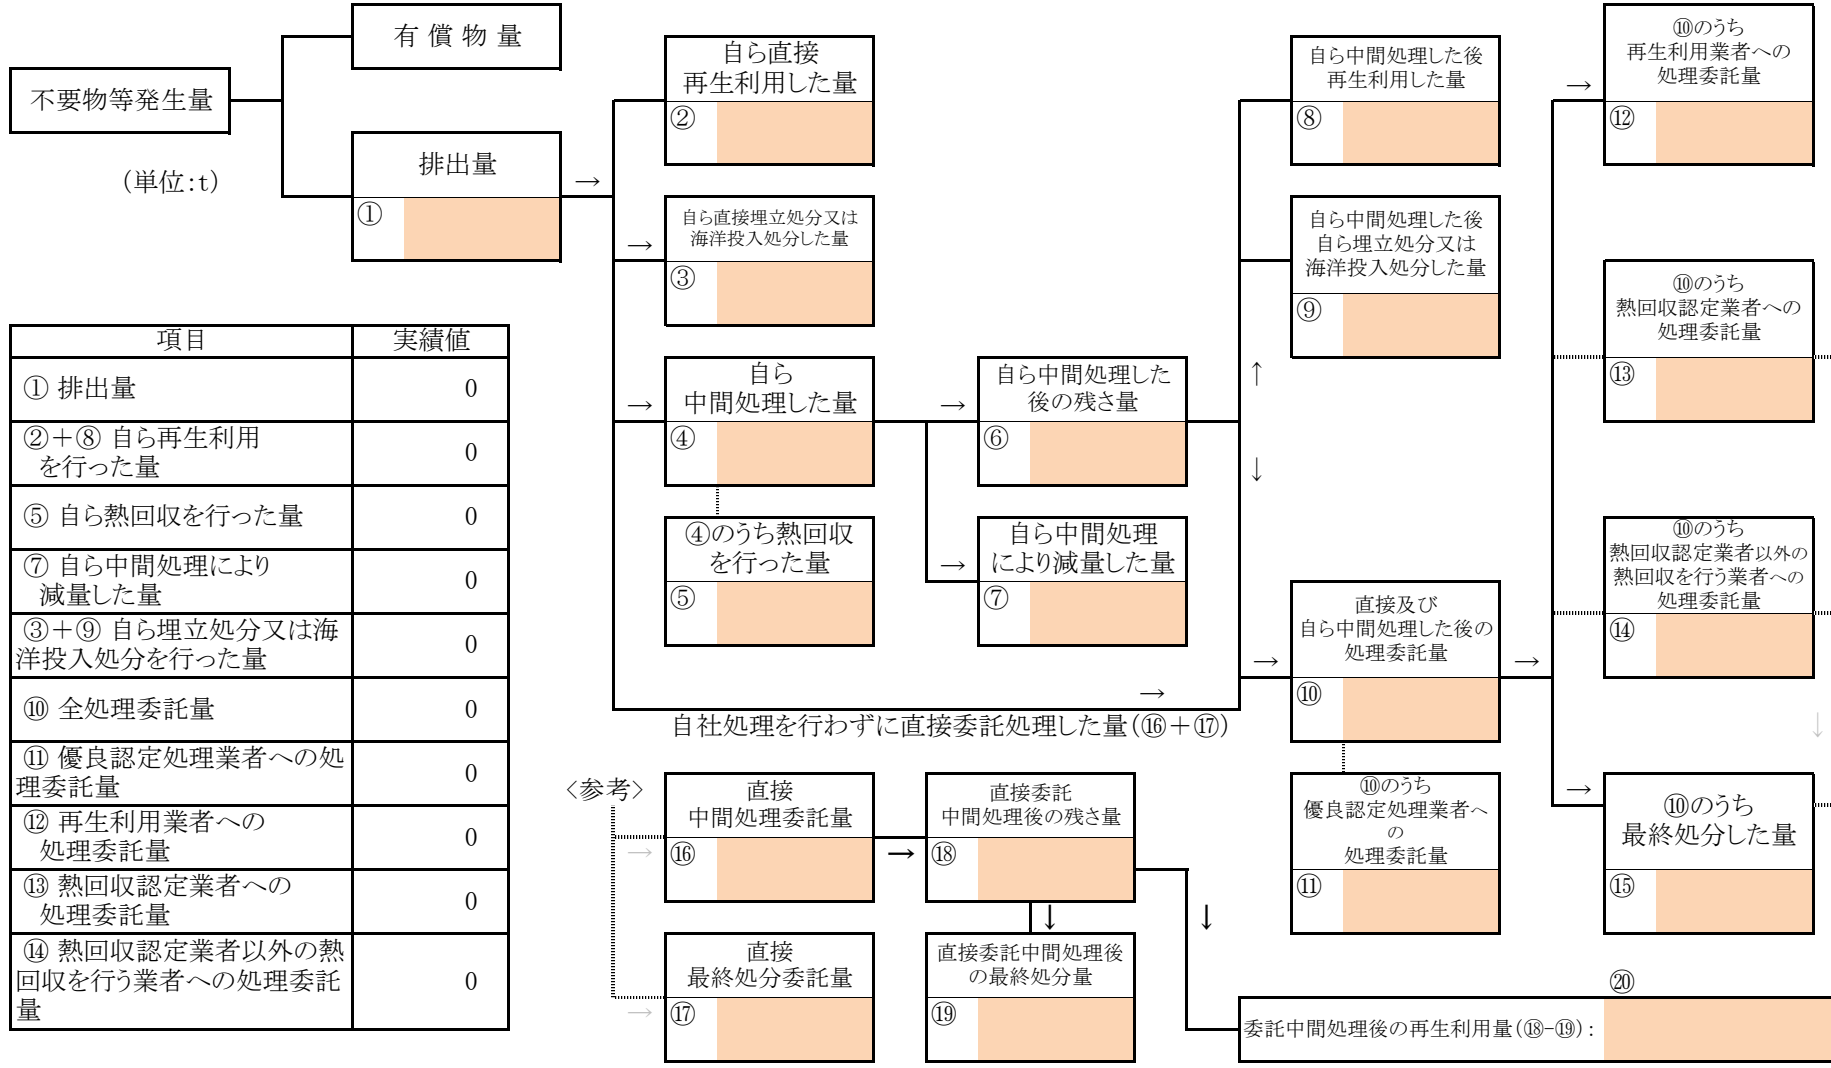 有 償 物 量
不要物等発生量
(単位:t)
排出量
①
→
自ら直接
再生利用した量
②
→
自ら直接埋立処分又は
海洋投入処分した量
③
→
自ら
中間処理した量
④
④のうち熱回収
を行った量
⑤
→
自ら中間処理した
後の残さ量
⑥
→
自ら中間処理
により減量した量
⑦
自ら中間処理した後
再生利用した量
⑧
自ら中間処理した後
自ら埋立処分又は
海洋投入処分した量
⑨
↑
↓
→
自社処理を行わずに直接委託処理した量(⑯+⑰)
→
直接及び
自ら中間処理した後の
処理委託量
⑩
⑩のうち
優良認定処理業者へ
の
処理委託量
⑪
→
→
⑩のうち
再生利用業者への
処理委託量
⑫
⑩のうち
熱回収認定業者への
処理委託量
⑬
⑩のうち
熱回収認定業者以外の
熱回収を行う業者への
処理委託量
⑭
↓
→
⑩のうち
最終処分した量
⑮
項目 実績値
① 排出量 0
②+⑧ 自ら再生利用
を行った量 0
⑤ 自ら熱回収を行った量 0
⑦ 自ら中間処理により
減量した量 0
③+⑨ 自ら埋立処分又は海
洋投入処分を行った量 0
⑩ 全処理委託量 0
⑪ 優良認定処理業者への処
理委託量 0
⑫ 再生利用業者への
処理委託量 0
⑬ 熱回収認定業者への
処理委託量 0
⑭ 熱回収認定業者以外の熱
回収を行う業者への処理委託
量 0
<参考>
→
直接
中間処理委託量
⑯
→
直接
最終処分委託量
⑰
→
直接委託
中間処理後の残さ量
⑱
↓
直接委託中間処理後
の最終処分量
⑲
↓
⑳
委託中間処理後の再生利用量(⑱-⑲):